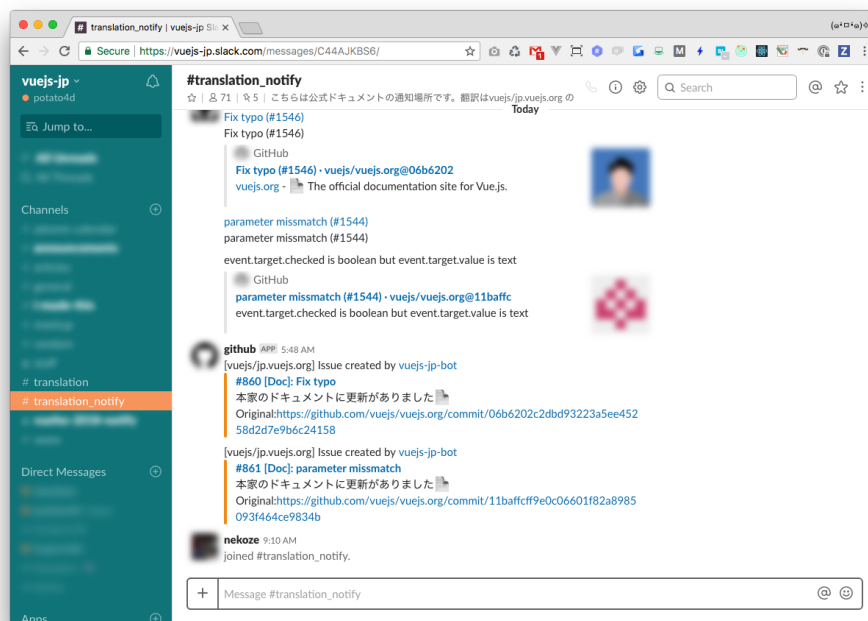 # translation_notify | vuejs-jp Sl
Secure | https://vuejs-jp.slack.com/messages/C44AJKBS6/
vuejs-jp
potato4d
Jump to...
Channels
# translation
# translation_notify
Direct Messages
Apps
#translation_notify
71 | 5 | こちらは公式ドキュメントの通知場所です。翻訳はvuejs/jp.vuejs.org の
Search
Today
Fix typo (#1546)
Fix typo (#1546)
GitHub
Fix typo (#1546) · vuejs/vuejs.org@06b6202
vuejs.org - The official documentation site for Vue.js.
parameter missmatch (#1544)
parameter missmatch (#1544)
event.target.checked is boolean but event.target.value is text
GitHub
parameter missmatch (#1544) · vuejs/vuejs.org@11baffc
event.target.checked is boolean but event.target.value is text
github APP 5:48 AM
[vuejs/jp.vuejs.org] Issue created by vuejs-jp-bot
#860 [Doc]: Fix typo
本家のドキュメントに更新がありました
Original:https://github.com/vuejs/vuejs.org/commit/06b6202c2dbd93223a5ee452
58d2d7e9b6c24158
[vuejs/jp.vuejs.org] Issue created by vuejs-jp-bot
#861 [Doc]: parameter missmatch
本家のドキュメントに更新がありました
Original:https://github.com/vuejs/vuejs.org/commit/11baffcff9e0c06601f82a8985
093f464ce9834b
nekoze 9:10 AM
joined #translation_notify.
Message #translation_notify